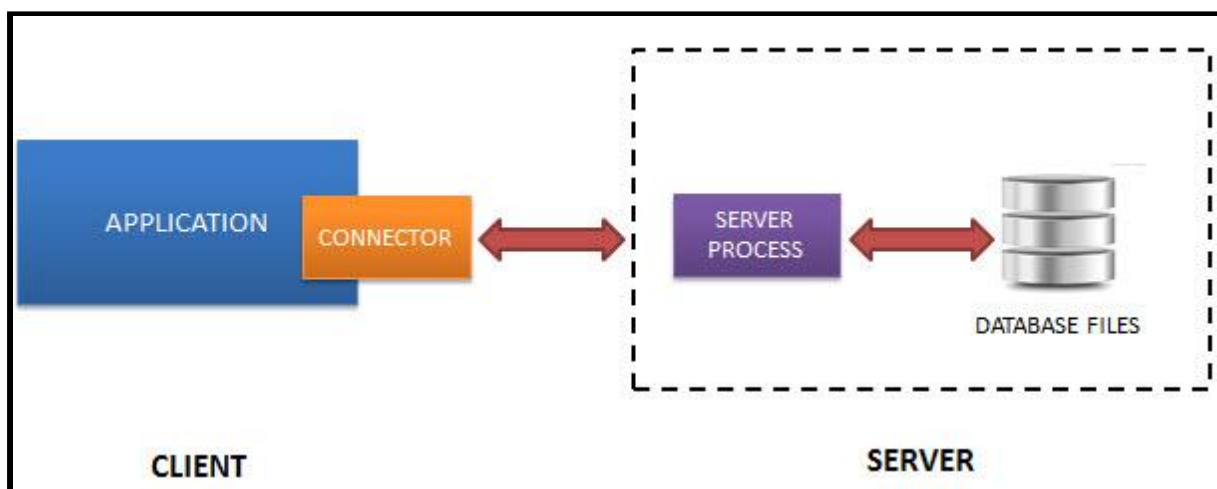 APPLICATION
CONNECTOR
SERVER
PROCESS
DATABASE FILES
CLIENT
SERVER